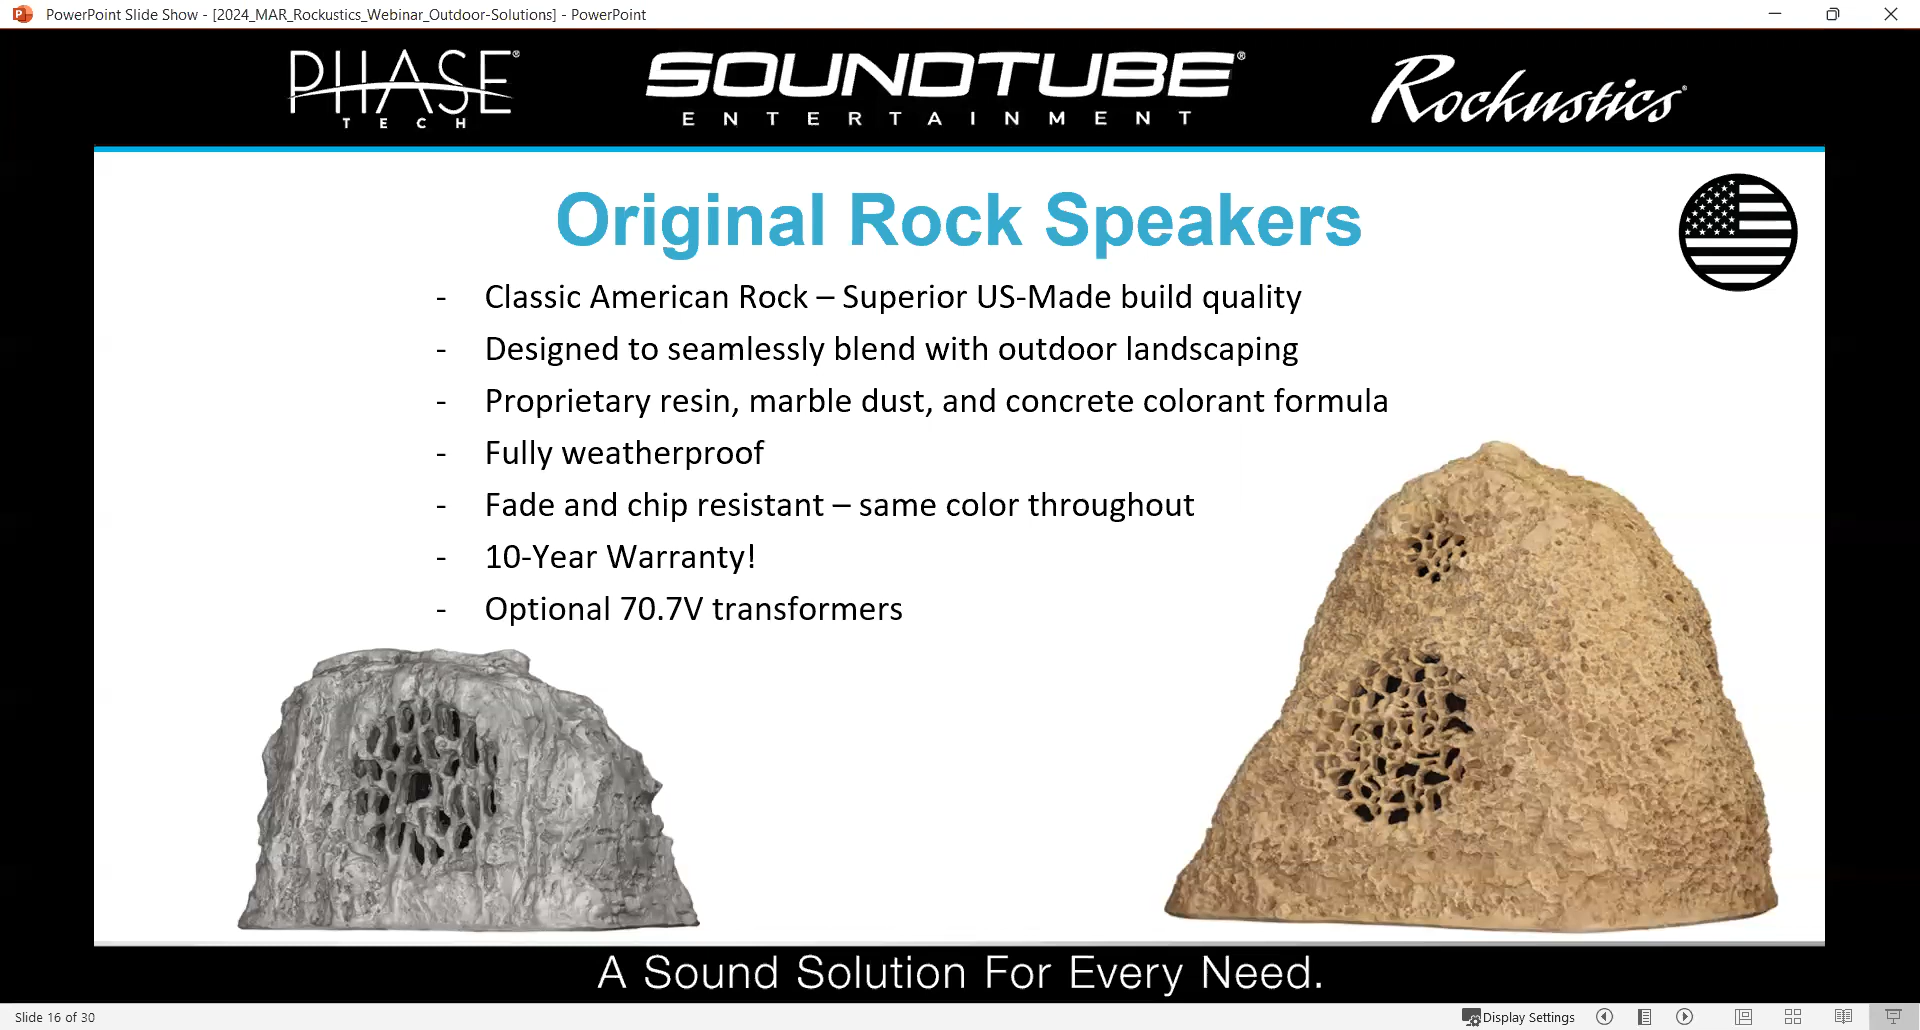 PowerPoint Slide Show - [2024_MAR_Rockustics_Webinar_Outdoor-Solutions] - PowerPoint
PHASE®
TECH
SOUNDTUBE®
ENTERTAINMENT
Rockustics®
Original Rock Speakers
- Classic American Rock – Superior US-Made build quality
- Designed to seamlessly blend with outdoor landscaping
- Proprietary resin, marble dust, and concrete colorant formula
- Fully weatherproof
- Fade and chip resistant – same color throughout
- 10-Year Warranty!
- Optional 70.7V transformers
A Sound Solution For Every Need.
Slide 16 of 30
Display Settings